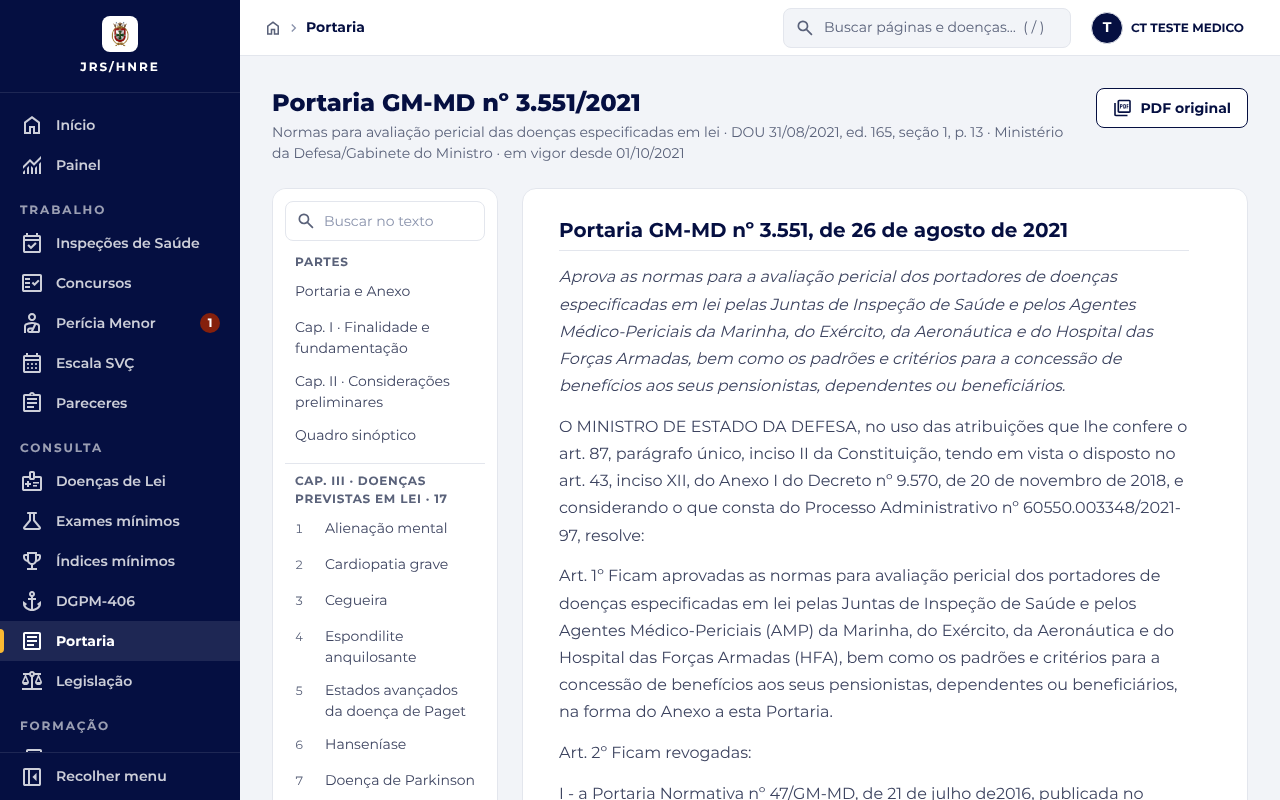 JRS/HNRE
Início
Painel
TRABALHO
Inspeções de Saúde
Concursos
Perícia Menor 1
Escala SVÇ
Pareceres
CONSULTA
Doenças de Lei
Exames mínimos
Índices mínimos
DGPM-406
Portaria
Legislação
FORMAÇÃO
Recolher menu
Portaria
Buscar páginas e doenças... ( / )
T CT TESTE MEDICO
Portaria GM-MD nº 3.551/2021
Normas para avaliação pericial das doenças especificadas em lei · DOU 31/08/2021, ed. 165, seção 1, p. 13 · Ministério
da Defesa/Gabinete do Ministro · em vigor desde 01/10/2021
PDF original
Buscar no texto
PARTES
Portaria e Anexo
Cap. I · Finalidade e
fundamentação
Cap. II · Considerações
preliminares
Quadro sinóptico
CAP. III · DOENÇAS
PREVISTAS EM LEI · 17
1 Alienação mental
2 Cardiopatia grave
3 Cegueira
4 Espondilite
anquilosante
5 Estados avançados
da doença de Paget
6 Hanseníase
7 Doença de Parkinson
Portaria GM-MD nº 3.551, de 26 de agosto de 2021
Aprova as normas para a avaliação pericial dos portadores de doenças
especificadas em lei pelas Juntas de Inspeção de Saúde e pelos Agentes
Médico-Periciais da Marinha, do Exército, da Aeronáutica e do Hospital das
Forças Armadas, bem como os padrões e critérios para a concessão de
benefícios aos seus pensionistas, dependentes ou beneficiários.
O MINISTRO DE ESTADO DA DEFESA, no uso das atribuições que lhe confere o
art. 87, parágrafo único, inciso II da Constituição, tendo em vista o disposto no
art. 43, inciso XII, do Anexo I do Decreto nº 9.570, de 20 de novembro de 2018, e
considerando o que consta do Processo Administrativo nº 60550.003348/2021-
97, resolve:
Art. 1º Ficam aprovadas as normas para avaliação pericial dos portadores de
doenças especificadas em lei pelas Juntas de Inspeção de Saúde e pelos
Agentes Médico-Periciais (AMP) da Marinha, do Exército, da Aeronáutica e do
Hospital das Forças Armadas (HFA), bem como os padrões e critérios para a
concessão de benefícios aos seus pensionistas, dependentes ou beneficiários,
na forma do Anexo a esta Portaria.
Art. 2º Ficam revogadas:
I - a Portaria Normativa nº 47/GM-MD, de 21 de julho de2016, publicada no